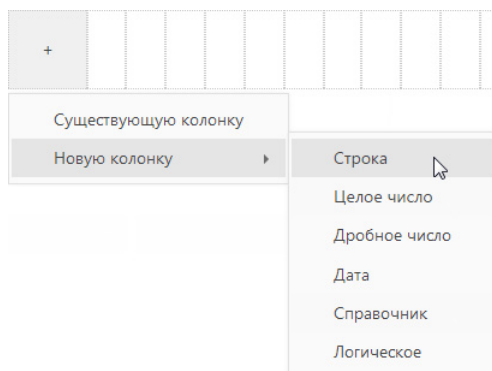 +
Существующую колонку
Новую колонку
Строка
Целое число
Дробное число
Дата
Справочник
Логическое